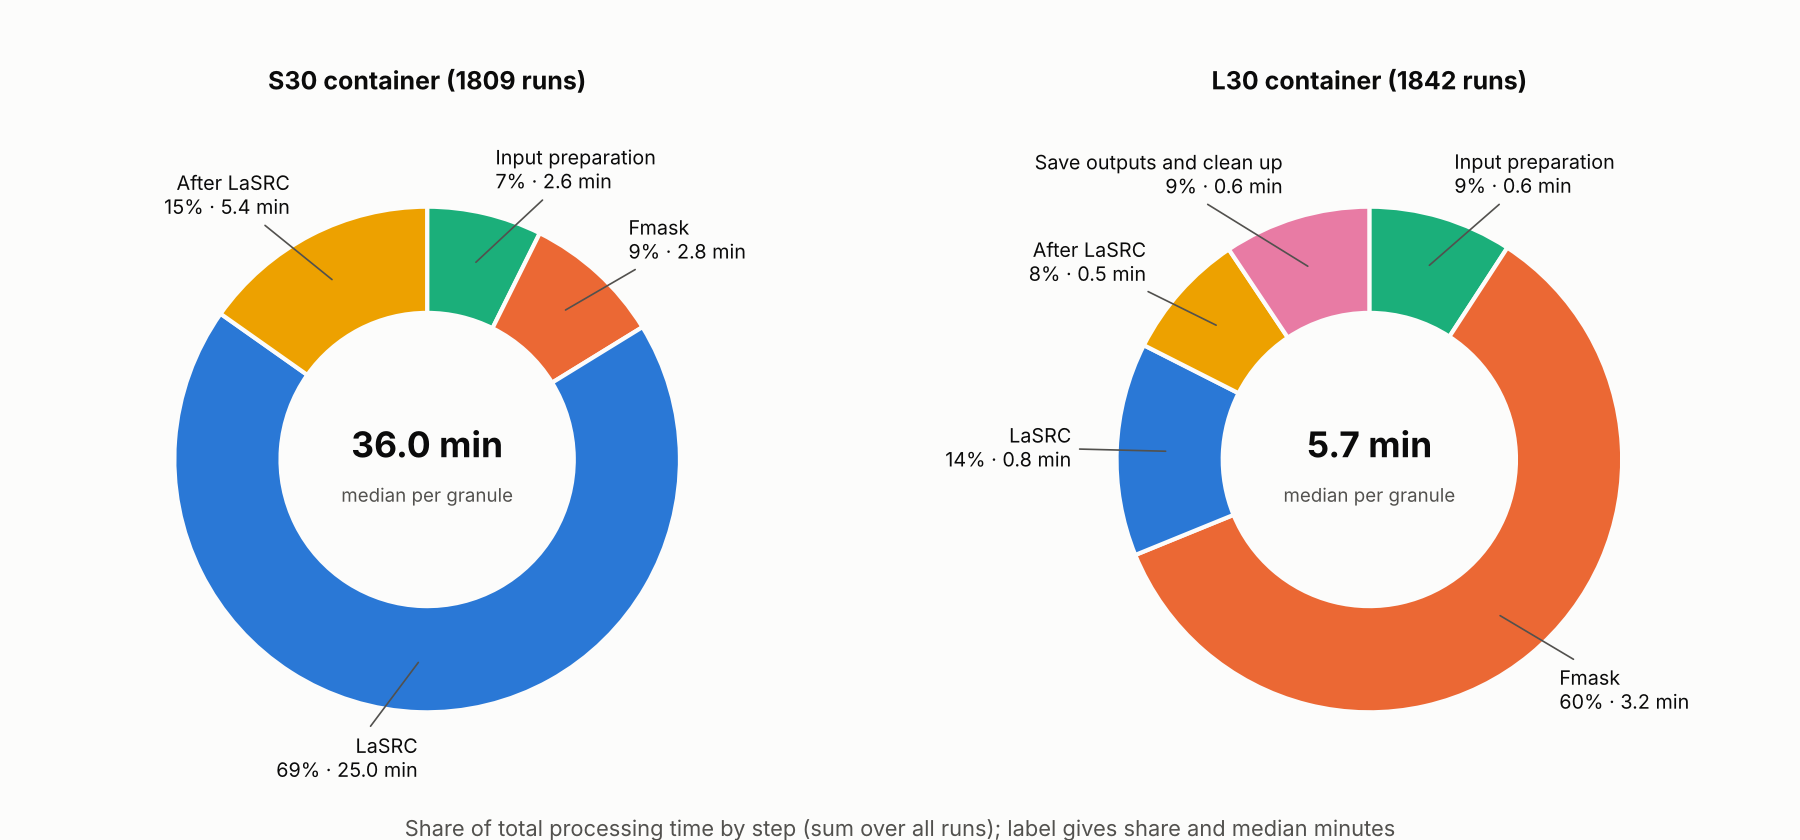 S30 container (1809 runs)
Input preparation
7% · 2.6 min
After LaSRC
15% · 5.4 min
Fmask
9% · 2.8 min
36.0 min
median per granule
LaSRC
69% · 25.0 min
L30 container (1842 runs)
Save outputs and clean up
9% · 0.6 min
Input preparation
9% · 0.6 min
After LaSRC
8% · 0.5 min
LaSRC
14% · 0.8 min
5.7 min
median per granule
Fmask
60% · 3.2 min
Share of total processing time by step (sum over all runs); label gives share and median minutes